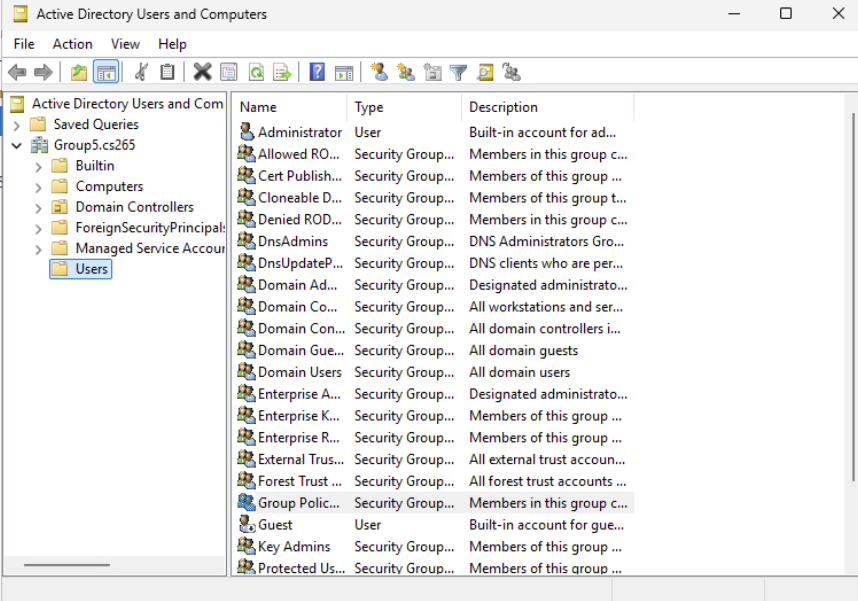 Active Directory Users and Computers
File Action View Help
Active Directory Users and Com
Saved Queries
Group5.cs265
Builtin
Computers
Domain Controllers
ForeignSecurityPrincipals
Managed Service Accour
Users
Name Type Description
Administrator User Built-in account for ad...
Allowed RO... Security Group... Members in this group c...
Cert Publish... Security Group... Members of this group ...
Cloneable D... Security Group... Members of this group t...
Denied ROD... Security Group... Members in this group c...
DnsAdmins Security Group... DNS Administrators Gro...
DnsUpdateP... Security Group... DNS clients who are per...
Domain Ad... Security Group... Designated administrato...
Domain Co... Security Group... All workstations and ser...
Domain Con... Security Group... All domain controllers i...
Domain Gue... Security Group... All domain guests
Domain Users Security Group... All domain users
Enterprise A... Security Group... Designated administrato...
Enterprise K... Security Group... Members of this group ...
Enterprise R... Security Group... Members of this group ...
External Trus... Security Group... All external trust accoun...
Forest Trust ... Security Group... All forest trust accounts ...
Group Polic... Security Group... Members in this group c...
Guest User Built-in account for gue...
Key Admins Security Group... Members of this group ...
Protected Us... Security Group... Members of this group ...